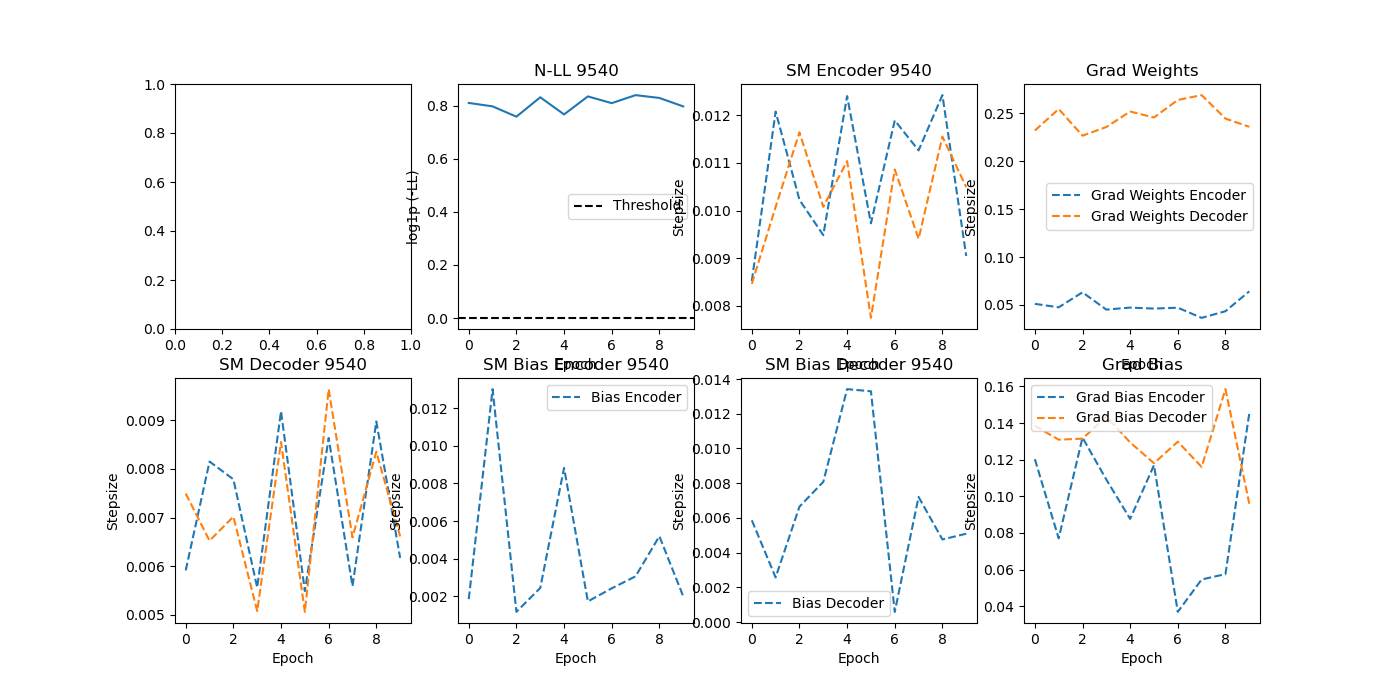 N-LL 9540
SM Encoder 9540
Grad Weights
1.0
0.8
0.6
0.4
0.2
0.0
0.0 0.2 0.4 0.6 0.8 1.0
log1p (-LL)
0.8
0.6
0.4
0.2
0.0
Threshold
0 2 4 6 8
Epoch
Stepsize
0.012
0.011
0.010
0.009
0.008
0 2 4 6 8
Epoch
Stepsize
0.25
0.20
0.15
0.10
0.05
Grad Weights Encoder
Grad Weights Decoder
0 2 4 6 8
Epoch
SM Decoder 9540
SM Bias Encoder 9540
SM Bias Decoder 9540
Grad Bias
Stepsize
0.009
0.008
0.007
0.006
0.005
0 2 4 6 8
Epoch
Stepsize
0.012
0.010
0.008
0.006
0.004
0.002
Bias Encoder
0 2 4 6 8
Epoch
Stepsize
0.014
0.012
0.010
0.008
0.006
0.004
0.002
0.000
Bias Decoder
0 2 4 6 8
Epoch
Stepsize
0.16
0.14
0.12
0.10
0.08
0.06
0.04
Grad Bias Encoder
Grad Bias Decoder
0 2 4 6 8
Epoch